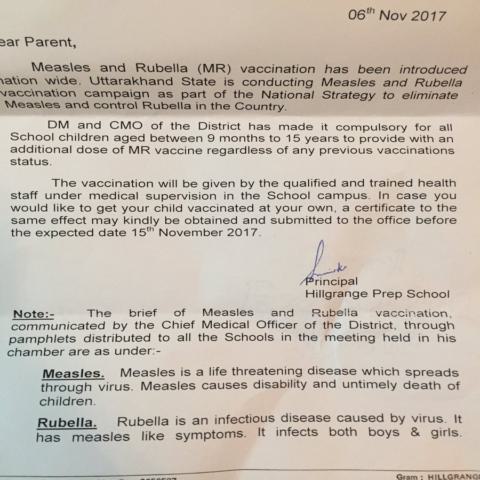 06th Nov 2017
ear Parent,
Measles and Rubella (MR) vaccination has been introduced
nation wide. Uttarakhand State is conducting Measles and Rubella
vaccination campaign as part of the National Strategy to eliminate
Measles and control Rubella in the Country.
DM and CMO of the District has made it compulsory for all
School children aged between 9 months to 15 years to provide with an
additional dose of MR vaccine regardless of any previous vaccinations
status.
The vaccination will be given by the qualified and trained health
staff under medical supervision in the School campus. In case you
would like to get your child vaccinated at your own, a certificate to the
same effect may kindly be obtained and submitted to the office before
the expected date 15th November 2017.
Principal
Hillgrange Prep School
Note:- The brief of Measles and Rubella vaccination,
communicated by the Chief Medical Officer of the District, through
pamphlets distributed to all the Schools in the meeting held in his
chamber are as under:-
Measles. Measles is a life threatening disease which spreads
through virus. Measles causes disability and untimely death of
children.
Rubella. Rubella is an infectious disease caused by virus. It
has measles like symptoms. It infects both boys & girls.
Gram : HILLGRANG